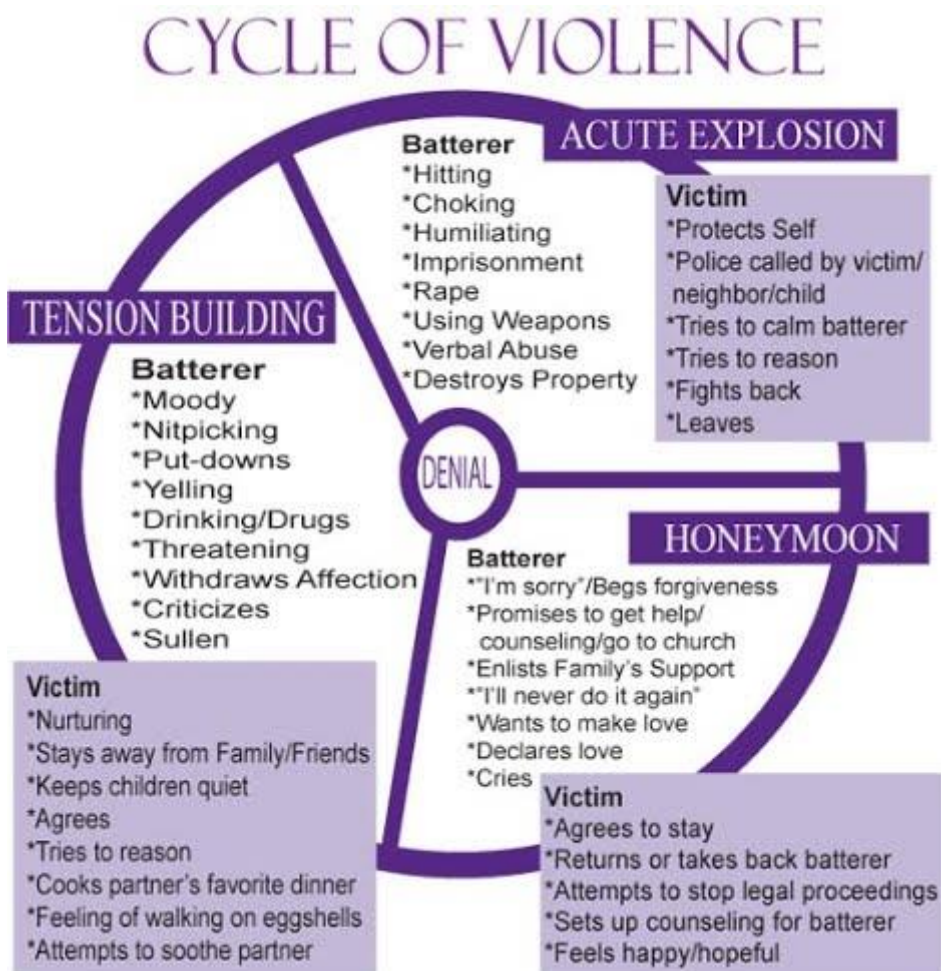 CYCLE OF VIOLENCE
TENSION BUILDING
Batterer
*Moody
*Nitpicking
*Put-downs
*Yelling
*Drinking/Drugs
*Threatening
*Withdraws Affection
*Criticizes
*Sullen
Victim
*Nurturing
*Stays away from Family/Friends
*Keeps children quiet
*Agrees
*Tries to reason
*Cooks partner's favorite dinner
*Feeling of walking on eggshells
*Attempts to soothe partner
ACUTE EXPLOSION
Batterer
*Hitting
*Choking
*Humiliating
*Imprisonment
*Rape
*Using Weapons
*Verbal Abuse
*Destroys Property
Victim
*Protects Self
*Police called by victim/
neighbor/child
*Tries to calm batterer
*Tries to reason
*Fights back
*Leaves
DENIAL
HONEYMOON
Batterer
*"I'm sorry"/Begs forgiveness
*Promises to get help/
counseling/go to church
*Enlists Family's Support
*"I'll never do it again"
*Wants to make love
*Declares love
*Cries
Victim
*Agrees to stay
*Returns or takes back batterer
*Attempts to stop legal proceedings
*Sets up counseling for batterer
*Feels happy/hopeful